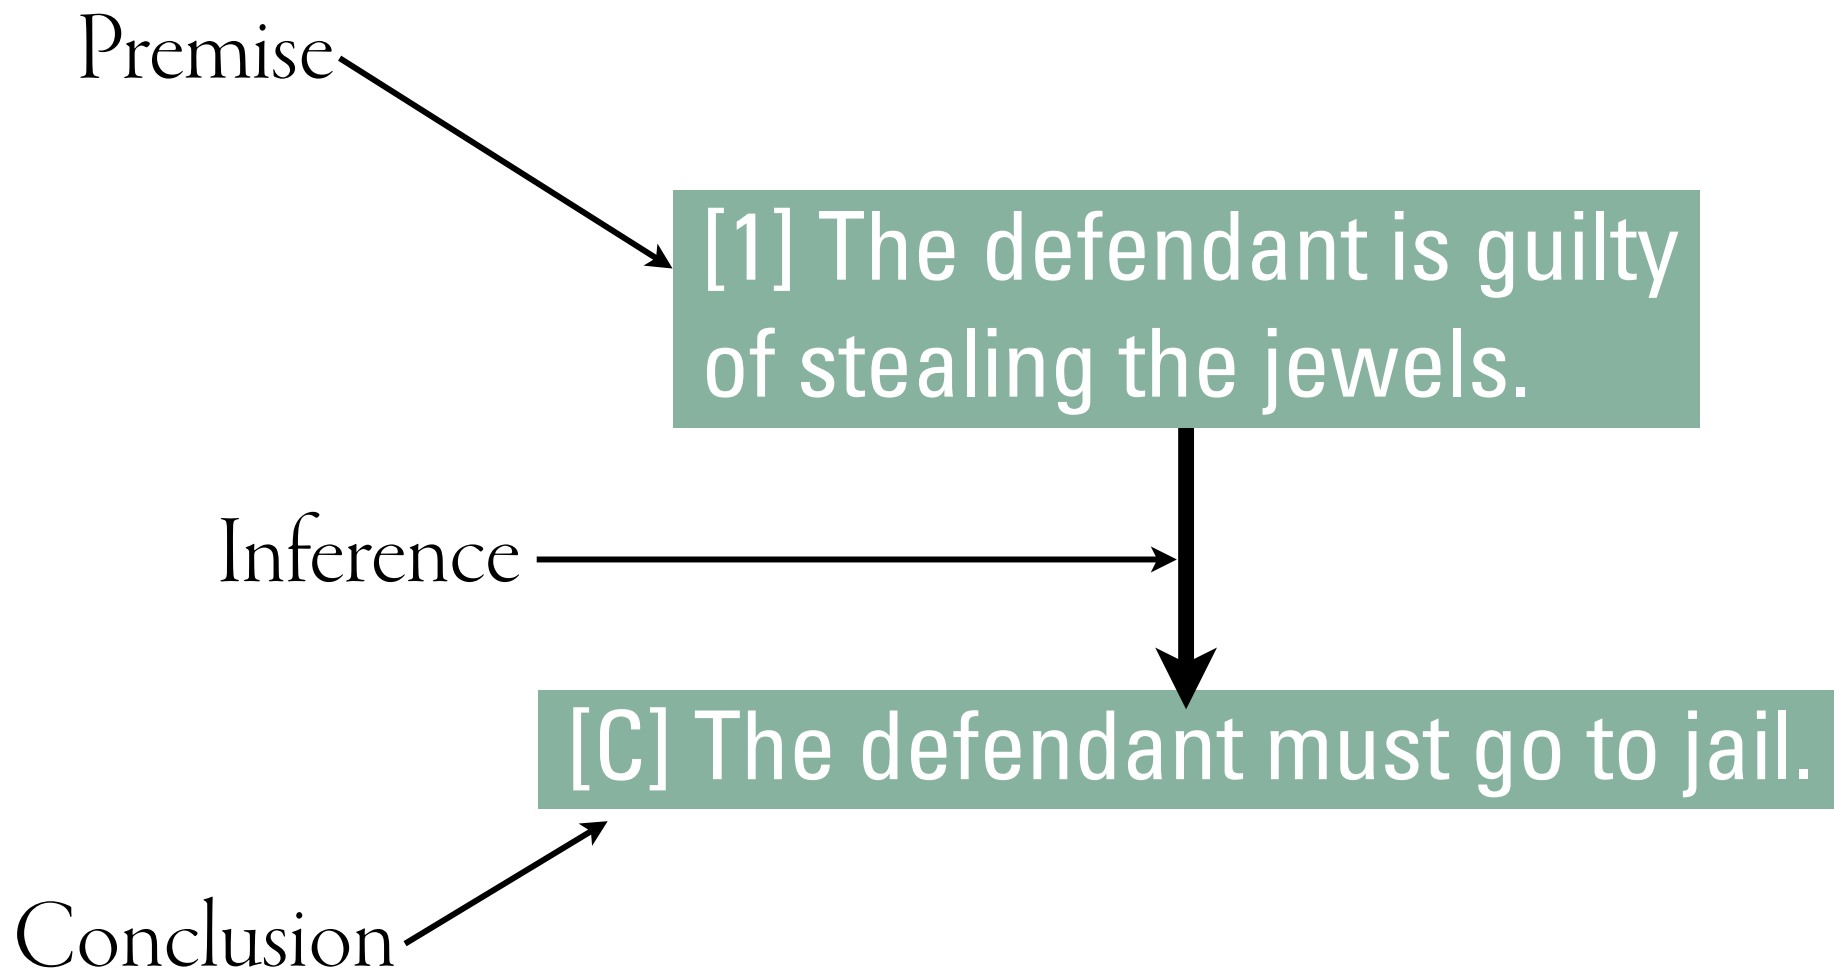 Premise
[1] The defendant is guilty
of stealing the jewels.
Inference
[C] The defendant must go to jail.
Conclusion